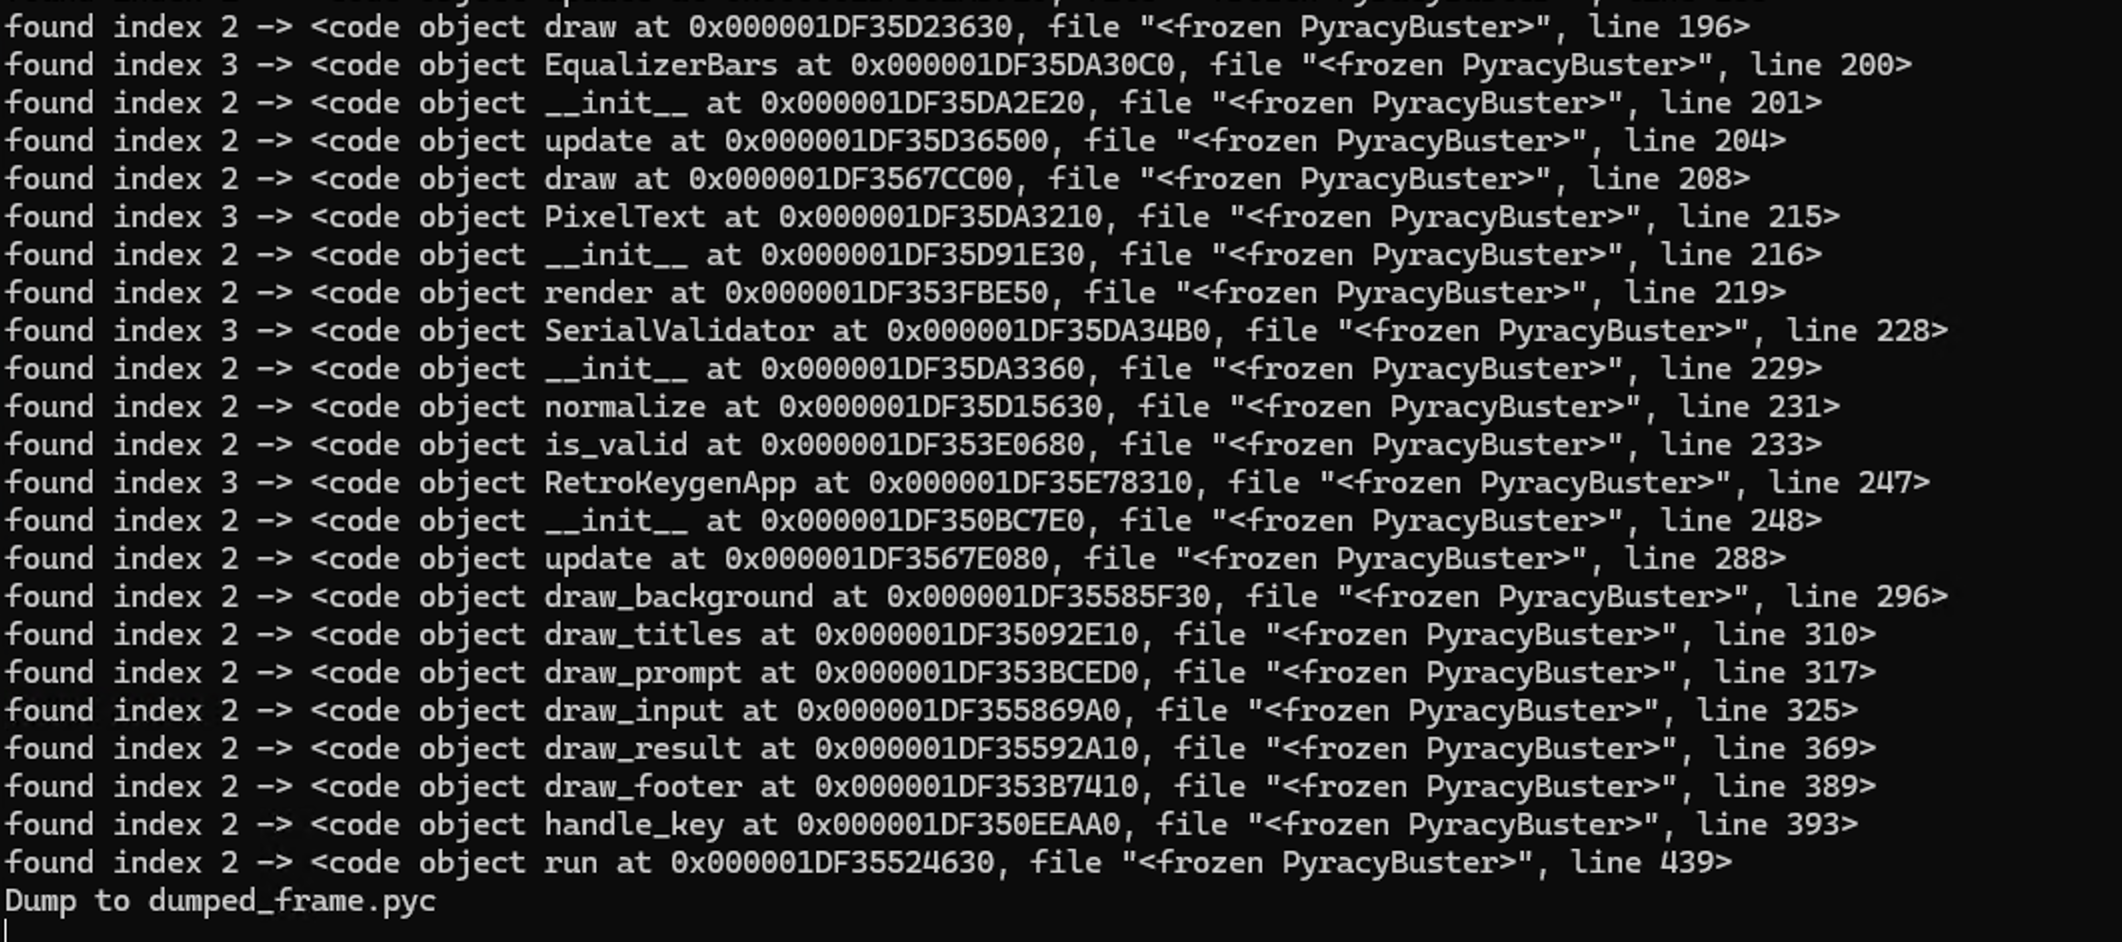 found index 2 -> <code object draw at 0x000001DF35D23630, file "<frozen PyracyBuster>", line 196>
found index 3 -> <code object EqualizerBars at 0x000001DF35DA30C0, file "<frozen PyracyBuster>", line 200>
found index 2 -> <code object __init__ at 0x000001DF35DA2E20, file "<frozen PyracyBuster>", line 201>
found index 2 -> <code object update at 0x000001DF35D36500, file "<frozen PyracyBuster>", line 204>
found index 2 -> <code object draw at 0x000001DF3567CC00, file "<frozen PyracyBuster>", line 208>
found index 3 -> <code object PixelText at 0x000001DF35DA3210, file "<frozen PyracyBuster>", line 215>
found index 2 -> <code object __init__ at 0x000001DF35D91E30, file "<frozen PyracyBuster>", line 216>
found index 2 -> <code object render at 0x000001DF353FBE50, file "<frozen PyracyBuster>", line 219>
found index 3 -> <code object SerialValidator at 0x000001DF35DA34B0, file "<frozen PyracyBuster>", line 228>
found index 2 -> <code object __init__ at 0x000001DF35DA3360, file "<frozen PyracyBuster>", line 229>
found index 2 -> <code object normalize at 0x000001DF35D15630, file "<frozen PyracyBuster>", line 231>
found index 2 -> <code object is_valid at 0x000001DF353E0680, file "<frozen PyracyBuster>", line 233>
found index 3 -> <code object RetroKeygenApp at 0x000001DF35E78310, file "<frozen PyracyBuster>", line 247>
found index 2 -> <code object __init__ at 0x000001DF350BC7E0, file "<frozen PyracyBuster>", line 248>
found index 2 -> <code object update at 0x000001DF3567E080, file "<frozen PyracyBuster>", line 288>
found index 2 -> <code object draw_background at 0x000001DF35585F30, file "<frozen PyracyBuster>", line 296>
found index 2 -> <code object draw_titles at 0x000001DF35092E10, file "<frozen PyracyBuster>", line 310>
found index 2 -> <code object draw_prompt at 0x000001DF353BCED0, file "<frozen PyracyBuster>", line 317>
found index 2 -> <code object draw_input at 0x000001DF355869A0, file "<frozen PyracyBuster>", line 325>
found index 2 -> <code object draw_result at 0x000001DF35592A10, file "<frozen PyracyBuster>", line 369>
found index 2 -> <code object draw_footer at 0x000001DF353B7410, file "<frozen PyracyBuster>", line 389>
found index 2 -> <code object handle_key at 0x000001DF350EEAA0, file "<frozen PyracyBuster>", line 393>
found index 2 -> <code object run at 0x000001DF35524630, file "<frozen PyracyBuster>", line 439>
Dump to dumped_frame.pyc